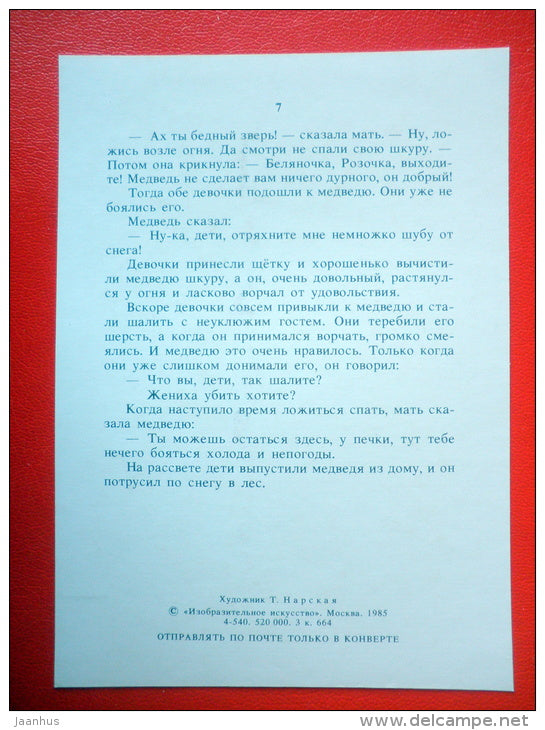 7
— Ах ты бедный зверь! — сказала мать. — Ну, ло-
жись возле огня. Да смотри не спали свою шкуру. —
Потом она крикнула: — Беляночка, Розочка, выходи-
те! Медведь не сделает вам ничего дурного, он добрый!
Тогда обе девочки подошли к медведю. Они уже не
боялись его.
Медведь сказал:
— Ну-ка, дети, отряхните мне немножко шубу от
снега!
Девочки принесли щётку и хорошенько вычисти-
ли медведю шкуру, а он, очень довольный, растянул-
ся у огня и ласково ворчал от удовольствия.
Вскоре девочки совсем привыкли к медведю и ста-
ли шалить с неуклюжим гостем. Они теребили его
шерсть, а когда он принимался ворчать, громко сме-
ялись. И медведю это очень нравилось. Только когда
они уже слишком донимали его, он говорил:
— Что вы, дети, так шалите?
Жениха убить хотите?
Когда наступило время ложиться спать, мать ска-
зала медведю:
— Ты можешь остаться здесь, у печки, тут тебе
нечего бояться холода и непогоды.
На рассвете дети выпустили медведя из дому, и он
потрусил по снегу в лес.
Художник Т. Нарская
© «Изобразительное искусство». Москва. 1985
4-540. 520 000. 3 к. 664
ОТПРАВЛЯТЬ ПО ПОЧТЕ ТОЛЬКО В КОНВЕРТЕ
jaanhus
www.delcampe.net